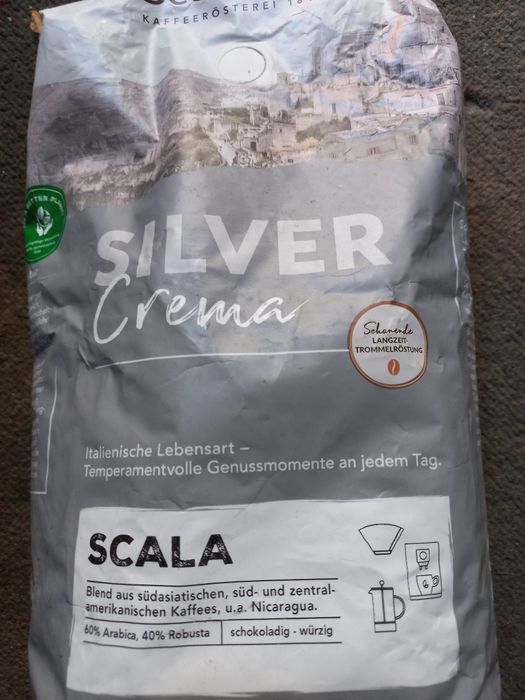 KAFFEERÖSTEREI
SILVER
Crema
Schonende
LANGZEIT-
TROMMELRÖSTUNG
Italienische Lebensart –
Temperamentvolle Genussmomente an jedem Tag.
SCALA
Blend aus südasiatischen, süd- und zentral-
amerikanischen Kaffees, u.a. Nicaragua.
60% Arabica, 40% Robusta
schokoladig - würzig